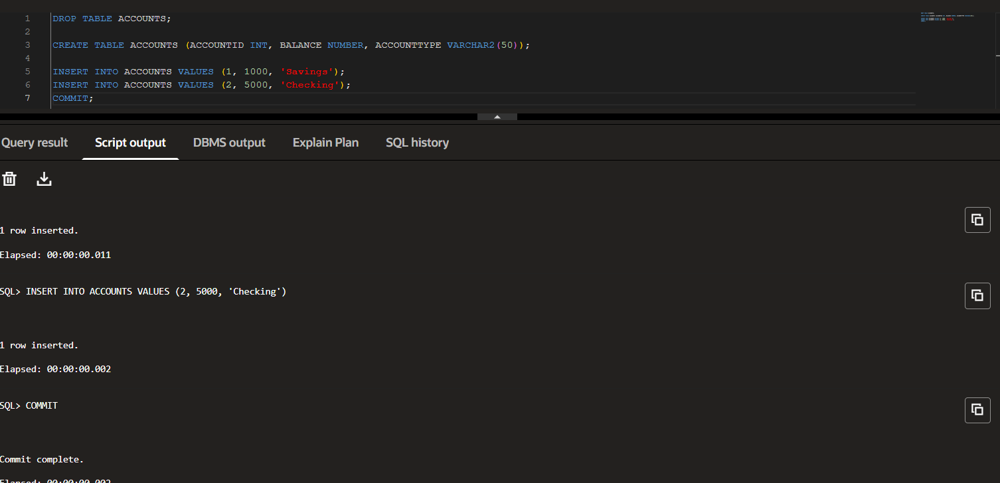 1 DROP TABLE ACCOUNTS;
2
3 CREATE TABLE ACCOUNTS (ACCOUNTID INT, BALANCE NUMBER, ACCOUNTTYPE VARCHAR2(50));
4
5 INSERT INTO ACCOUNTS VALUES (1, 1000, 'Savings');
6 INSERT INTO ACCOUNTS VALUES (2, 5000, 'Checking');
7 COMMIT;
Query result Script output DBMS output Explain Plan SQL history
1 row inserted.
Elapsed: 00:00:00.011
SQL> INSERT INTO ACCOUNTS VALUES (2, 5000, 'Checking')
1 row inserted.
Elapsed: 00:00:00.002
SQL> COMMIT
Commit complete.
Elapsed: 00:00:00.002